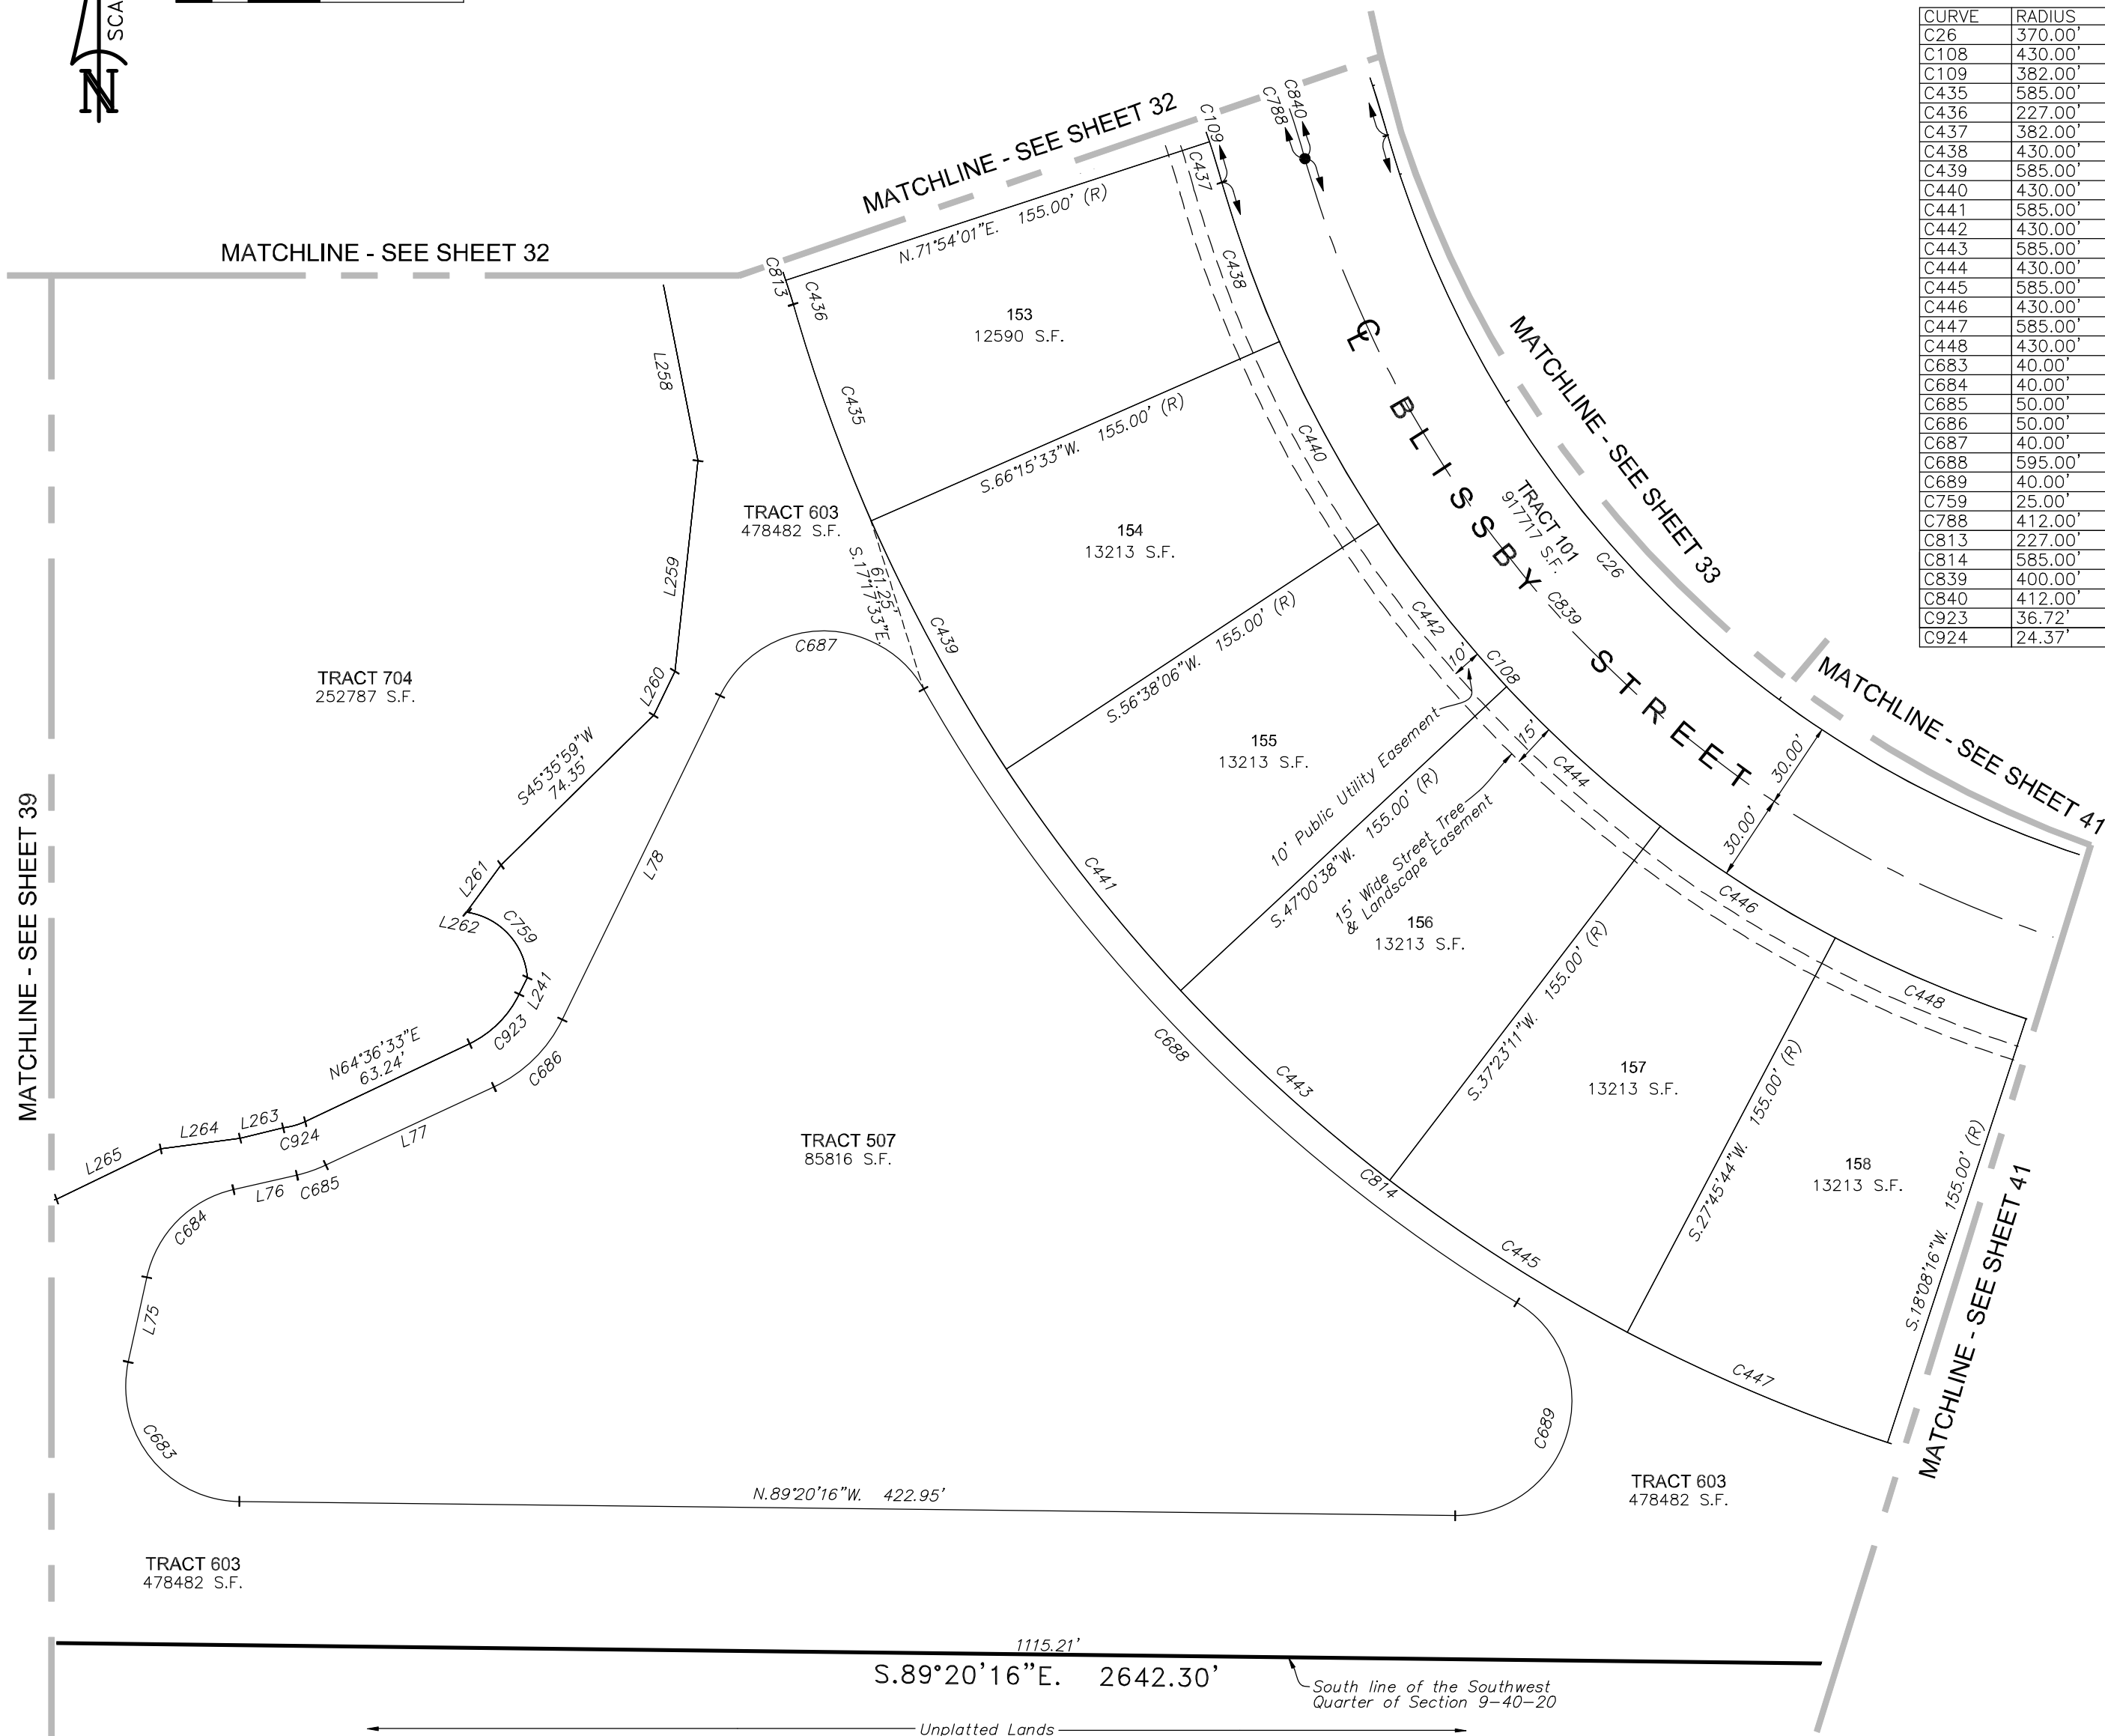 SCA
N
CURVE RADIUS
C26 370.00'
C108 430.00'
C109 382.00'
C435 585.00'
C436 227.00'
C437 382.00'
C438 430.00'
C439 585.00'
C440 430.00'
C441 585.00'
C442 430.00'
C443 585.00'
C444 430.00'
C445 585.00'
C446 430.00'
C447 585.00'
C448 430.00'
C683 40.00'
C684 40.00'
C685 50.00'
C686 50.00'
C687 40.00'
C688 595.00'
C689 40.00'
C759 25.00'
C788 412.00'
C813 227.00'
C814 585.00'
C839 400.00'
C840 412.00'
C923 36.72'
C924 24.37'
MATCHLINE - SEE SHEET 32
MATCHLINE - SEE SHEET 32
C109
C788
C840
C437
C438
N.71°54'01"E. 155.00' (R)
C813
C436
153
12590 S.F.
L258
C435
S.66°15'33"W. 155.00' (R)
C440
CL BLISSBY STREET
MATCHLINE - SEE SHEET 33
TRACT 101
917717 S.F.
C26
C839
TRACT 603
478482 S.F.
154
13213 S.F.
L259
S.17°17'33"E.
61.25'
C439
C442
10'
C108
C687
S.56°38'06"W. 155.00' (R)
TRACT 704
252787 S.F.
L260
155
13213 S.F.
10' Public Utility Easement
15'
C444
30.00'
30.00'
MATCHLINE - SEE SHEET 41
S45°35'59"W
74.35'
S.47°00'38"W. 155.00' (R)
15' Wide Street Tree
& Landscape Easement
L261
L78
C441
C446
L262
C759
156
13213 S.F.
MATCHLINE - SEE SHEET 39
L241
C448
C923
C686
N64°36'33"E
63.24'
C688
S.37°23'11"W. 155.00' (R)
157
13213 S.F.
C443
L263
L264
C924
L77
L265
TRACT 507
85816 S.F.
S.27°45'44"W. 155.00' (R)
158
13213 S.F.
S.18°08'16"W. 155.00' (R)
MATCHLINE - SEE SHEET 41
L76
C685
C814
C684
C445
L75
C447
C683
C689
N.89°20'16"W. 422.95'
TRACT 603
478482 S.F.
TRACT 603
478482 S.F.
1115.21'
S.89°20'16"E. 2642.30'
South line of the Southwest
Quarter of Section 9-40-20
Unplatted Lands